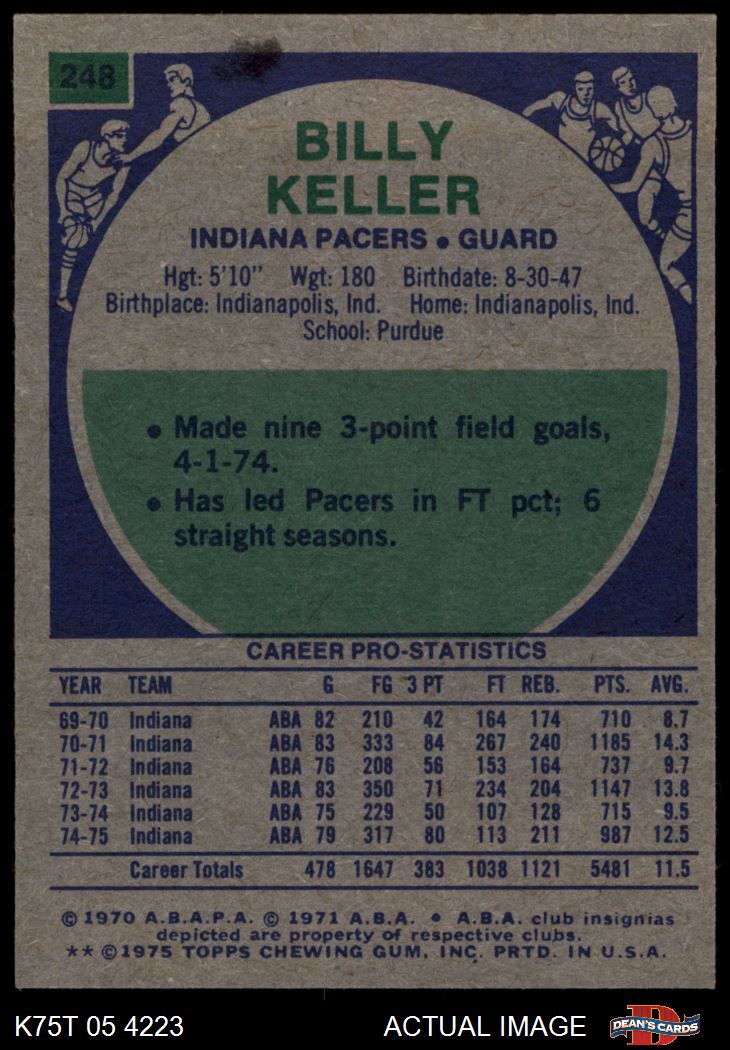 248
BILLY
KELLER
INDIANA PACERS • GUARD
Hgt: 5'10" Wgt: 180 Birthdate: 8-30-47
Birthplace: Indianapolis, Ind. Home: Indianapolis, Ind.
School: Purdue
• Made nine 3-point field goals,
4-1-74.
• Has led Pacers in FT pct; 6
straight seasons.
CAREER PRO-STATISTICS
YEAR TEAM G FG 3 PT FT REB. PTS. AVG.
69-70 Indiana ABA 82 210 42 164 174 710 8.7
70-71 Indiana ABA 83 333 84 267 240 1185 14.3
71-72 Indiana ABA 76 208 56 153 164 737 9.7
72-73 Indiana ABA 83 350 71 234 204 1147 13.8
73-74 Indiana ABA 75 229 50 107 128 715 9.5
74-75 Indiana ABA 79 317 80 113 211 987 12.5
Career Totals 478 1647 383 1038 1121 5481 11.5
© 1970 A.B.A.P.A. © 1971 A.B.A. • A.B.A. club insignias
depicted are property of respective clubs.
** © 1975 TOPPS CHEWING GUM, INC. PRTD. IN U.S.A.
K75T 05 4223 ACTUAL IMAGE D DEAN'S CARDS